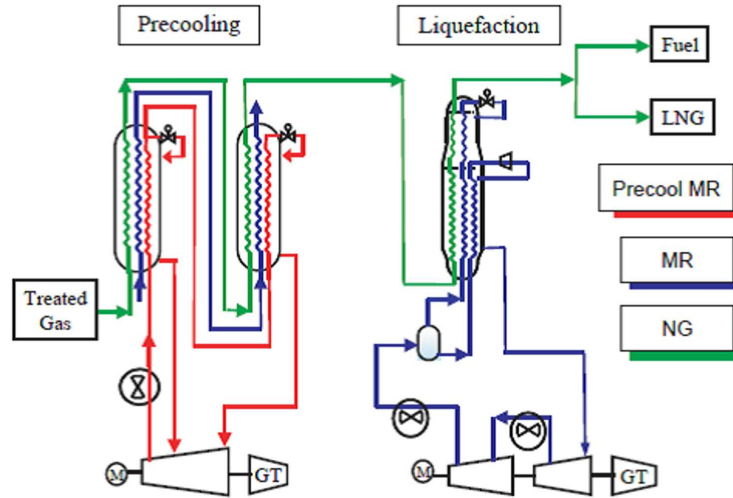 Precooling
Liquefaction
Fuel
LNG
Precool MR
MR
NG
Treated
Gas
M
GT
M
GT